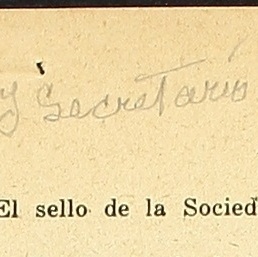 y Secretario
El sello de la Socied